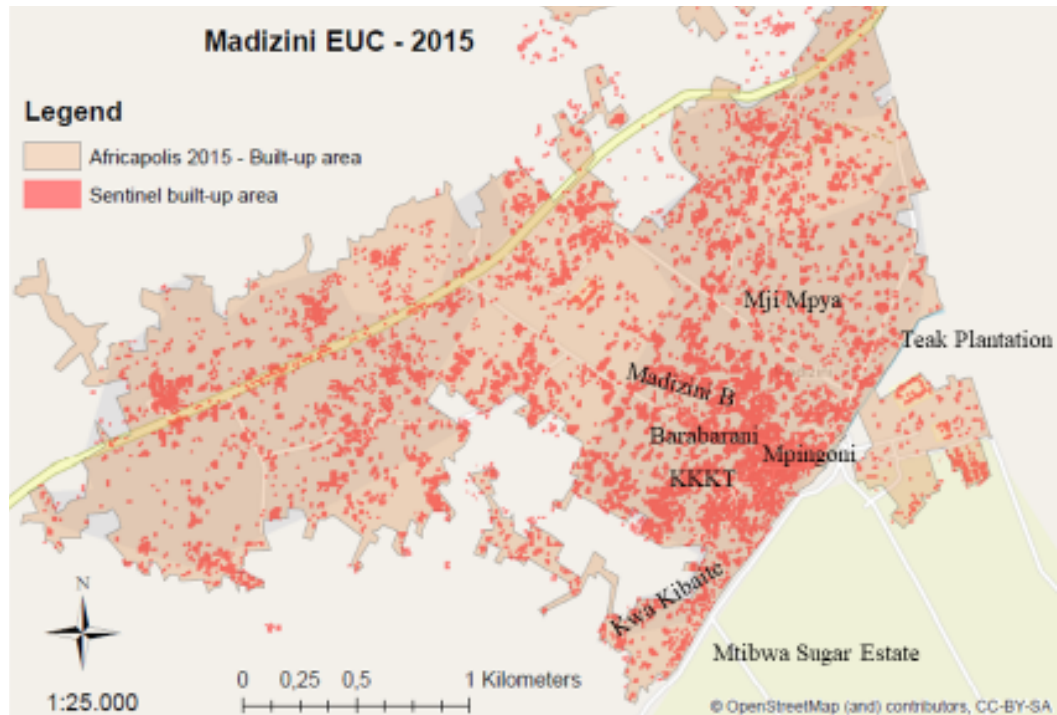 Madizini EUC - 2015
Legend
Africapolis 2015 - Built-up area
Sentinel built-up area
Mji Mpya
Teak Plantation
Madizini B
Barabarani
Mpingoni
KKKT
Kwa Kibaite
Mtibwa Sugar Estate
N
0 0,25 0,5 1 Kilometers
1:25.000
© OpenStreetMap (and) contributors, CC-BY-SA